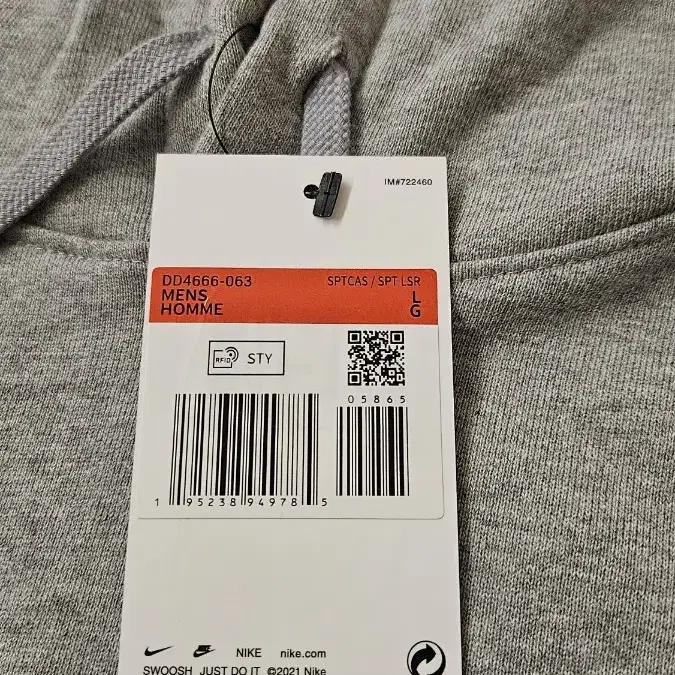 IM#722460
DD4666-063 SPTCAS / SPT LSR
MENS L
HOMME G
RFID STY
05865
1 95238 94978 5
NIKE nike.com
SWOOSH JUST DO IT ©2021 Nike